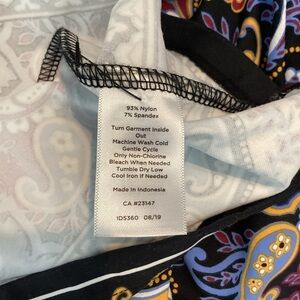 93% Nylon
7% Spandex
Turn Garment Inside
Out
Machine Wash Cold
Gentle Cycle
Only Non-Chlorine
Bleach When Needed
Tumble Dry Low
Cool Iron If Needed
Made in Indonesia
CA #23147
1D5360 08/19